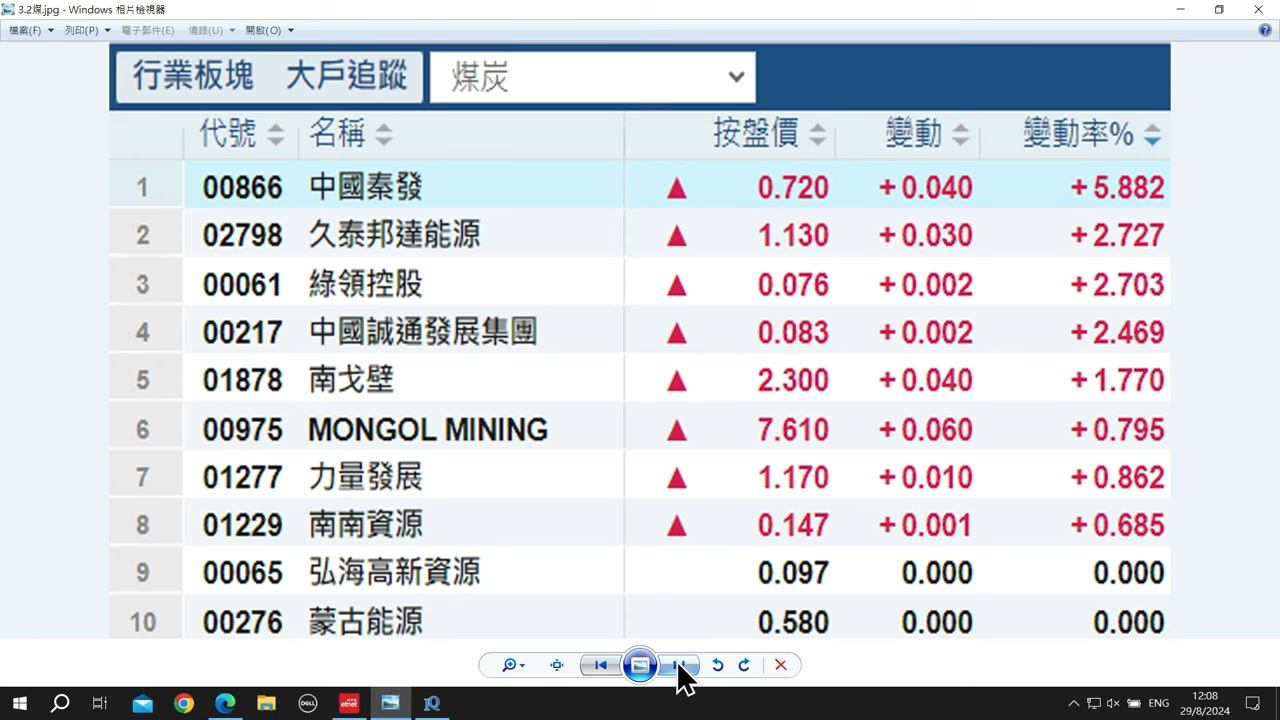 3.2煤.jpg - Windows 相片檢視器
檔案(F) 列印(P) 電子郵件(E) 燒錄(U) 開啟(O)
行業板塊 大戶追蹤 煤炭
代號 名稱 按盤價 變動 變動率%
1 00866 中國秦發 ▲ 0.720 +0.040 +5.882
2 02798 久泰邦達能源 ▲ 1.130 +0.030 +2.727
3 00061 綠領控股 ▲ 0.076 +0.002 +2.703
4 00217 中國誠通發展集團 ▲ 0.083 +0.002 +2.469
5 01878 南戈壁 ▲ 2.300 +0.040 +1.770
6 00975 MONGOL MINING ▲ 7.610 +0.060 +0.795
7 01277 力量發展 ▲ 1.170 +0.010 +0.862
8 01229 南南資源 ▲ 0.147 +0.001 +0.685
9 00065 弘海高新資源 0.097 0.000 0.000
10 00276 蒙古能源 0.580 0.000 0.000
DELL etnet IQ ENG 12:08
29/8/2024